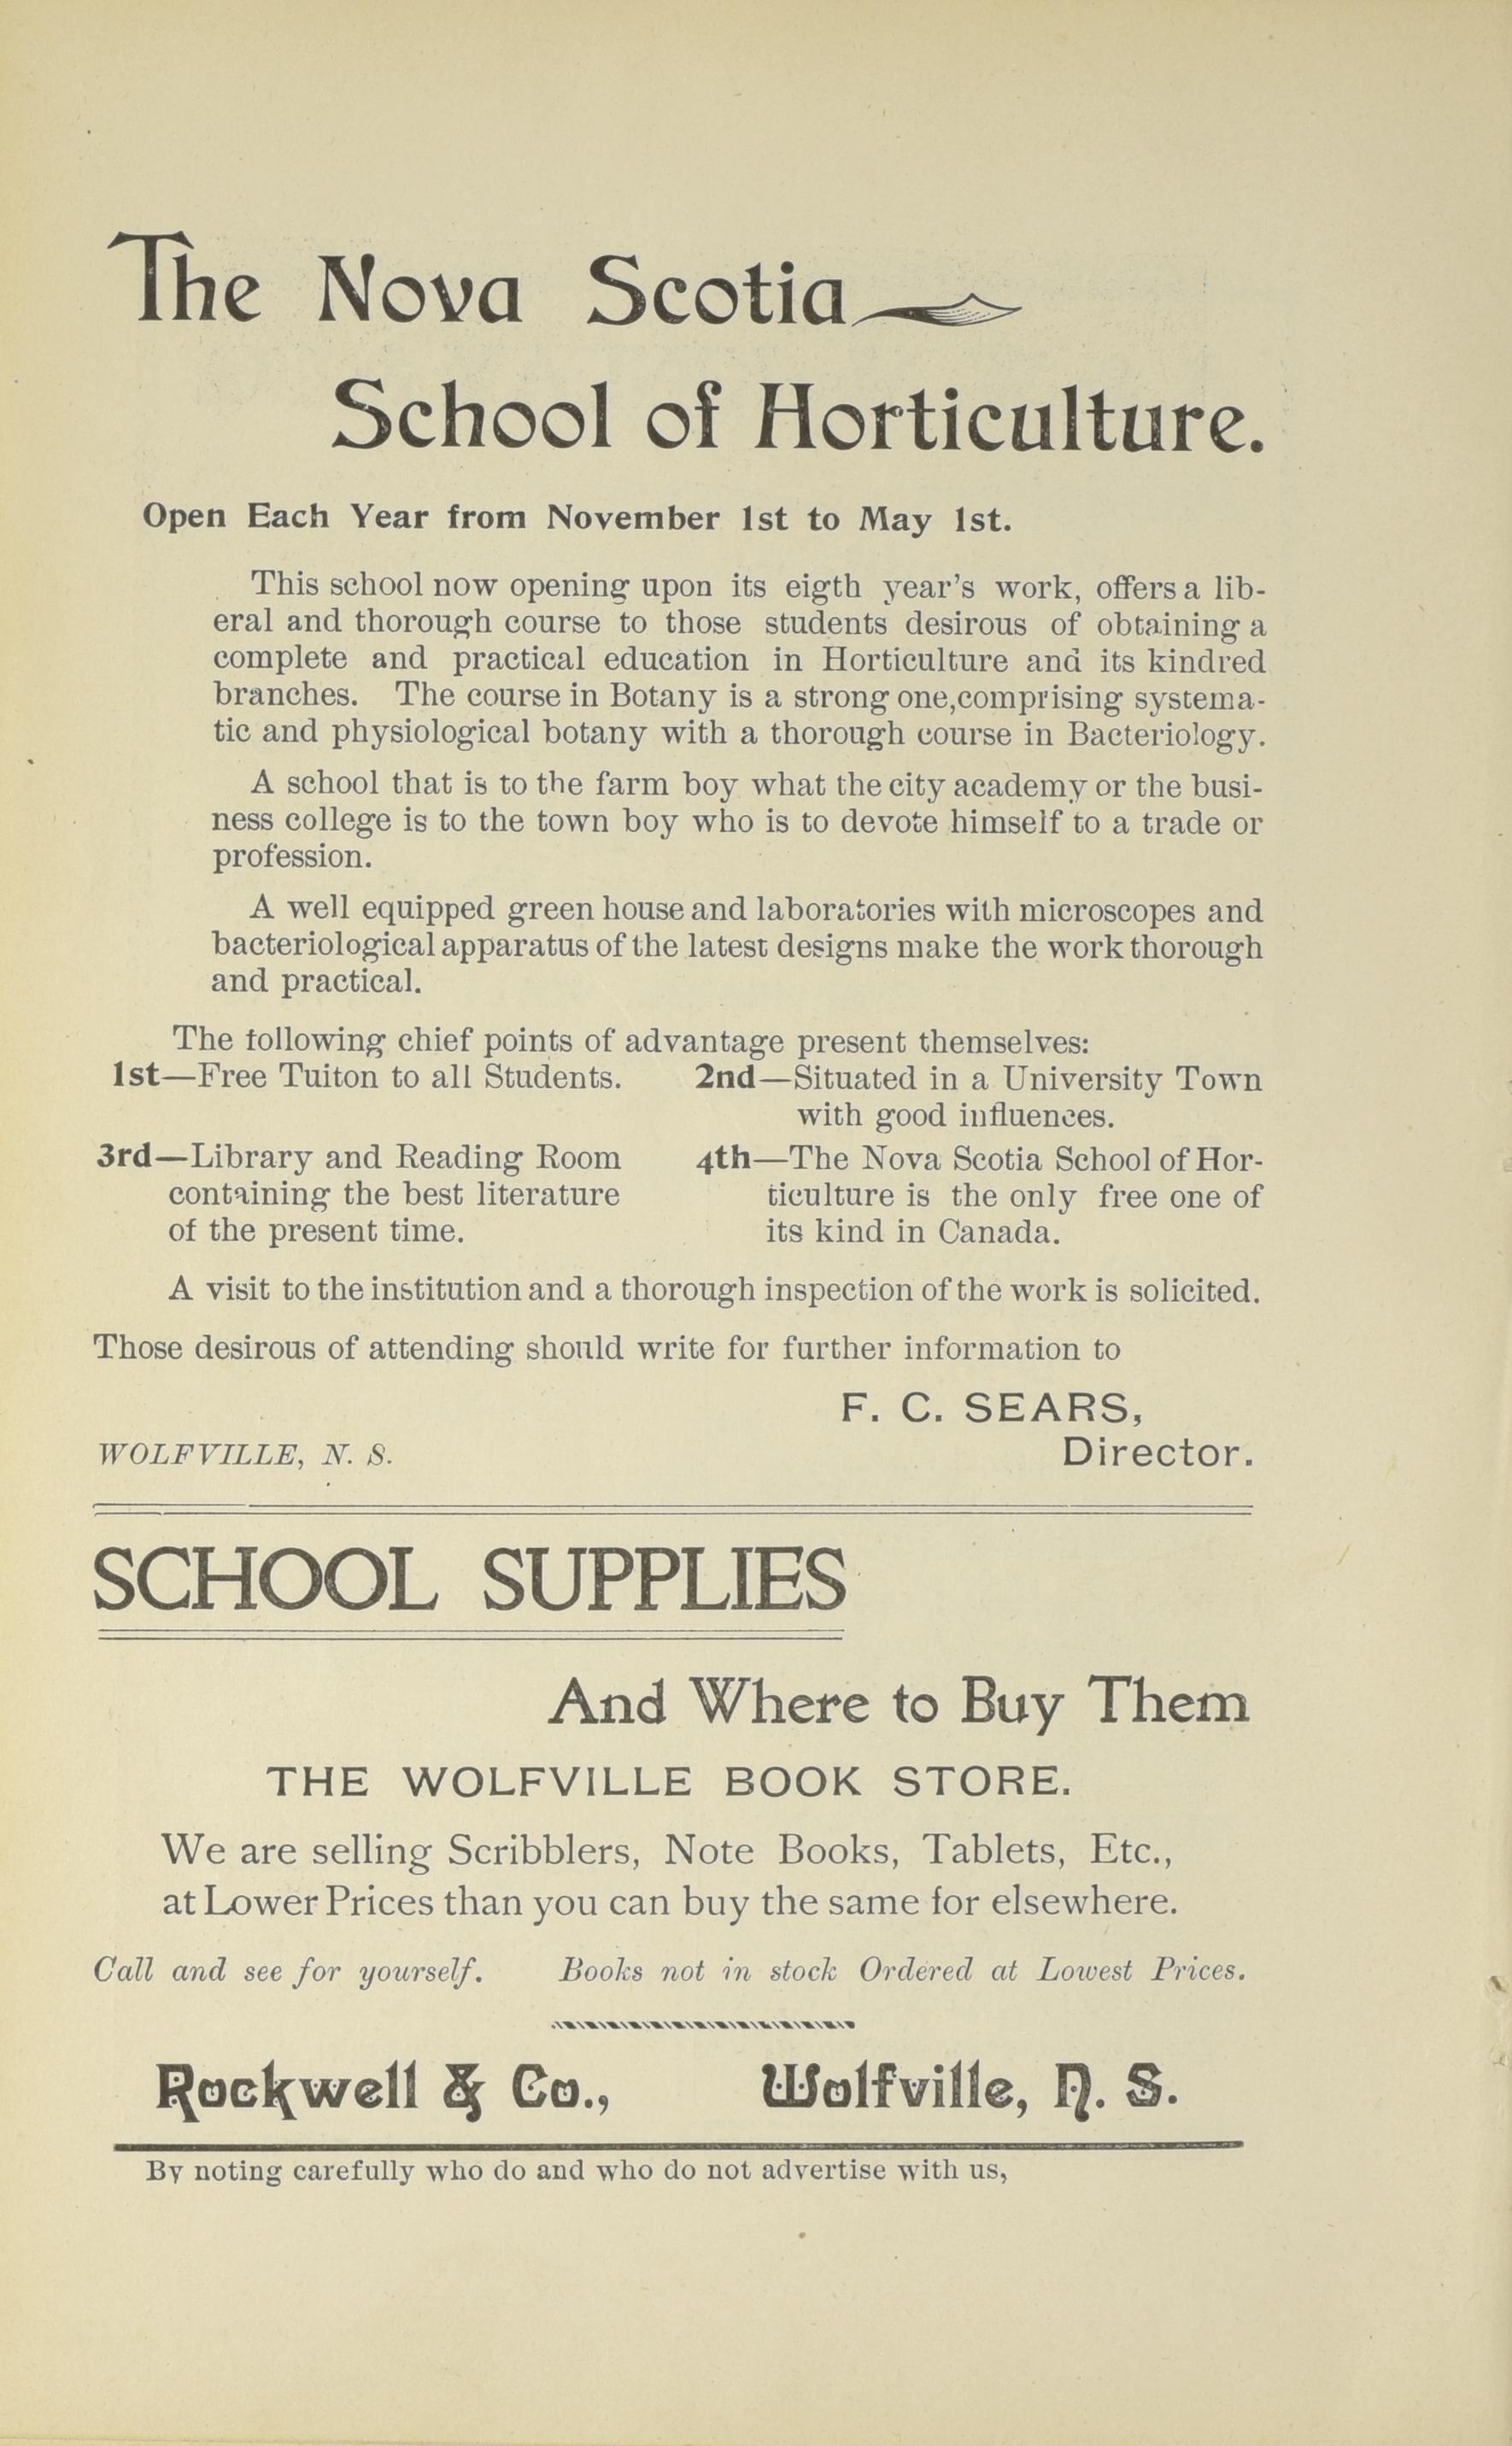 The Nova Scotia
School of Horticulture.
Open Each Year from November 1st to May 1st.
This school now opening upon its eigth year's work, offers a lib-
eral and thorough course to those students desirous of obtaining a
complete and practical education in Horticulture and its kindred
branches. The course in Botany is a strong one,comprising systema-
tic and physiological botany with a thorough course in Bacteriology.
A school that is to the farm boy what the city academy or the busi-
ness college is to the town boy who is to devote himself to a trade or
profession.
A well equipped green house and laboratories with microscopes and
bacteriological apparatus of the latest designs make the work thorough
and practical.
The following chief points of advantage present themselves:
1st—Free Tuiton to all Students.
2nd—Situated in a University Town
with good influences.
3rd—Library and Reading Room
containing the best literature
of the present time.
4th—The Nova Scotia School of Hor-
ticulture is the only free one of
its kind in Canada.
A visit to the institution and a thorough inspection of the work is solicited.
Those desirous of attending should write for further information to
F. C. SEARS,
Director.
WOLFVILLE, N. S.
SCHOOL SUPPLIES
And Where to Buy Them
THE WOLFVILLE BOOK STORE.
We are selling Scribblers, Note Books, Tablets, Etc.,
at Lower Prices than you can buy the same for elsewhere.
Call and see for yourself. Books not in stock Ordered at Lowest Prices.
Rockwell & Co., Wolfville, N. S.
By noting carefully who do and who do not advertise with us,